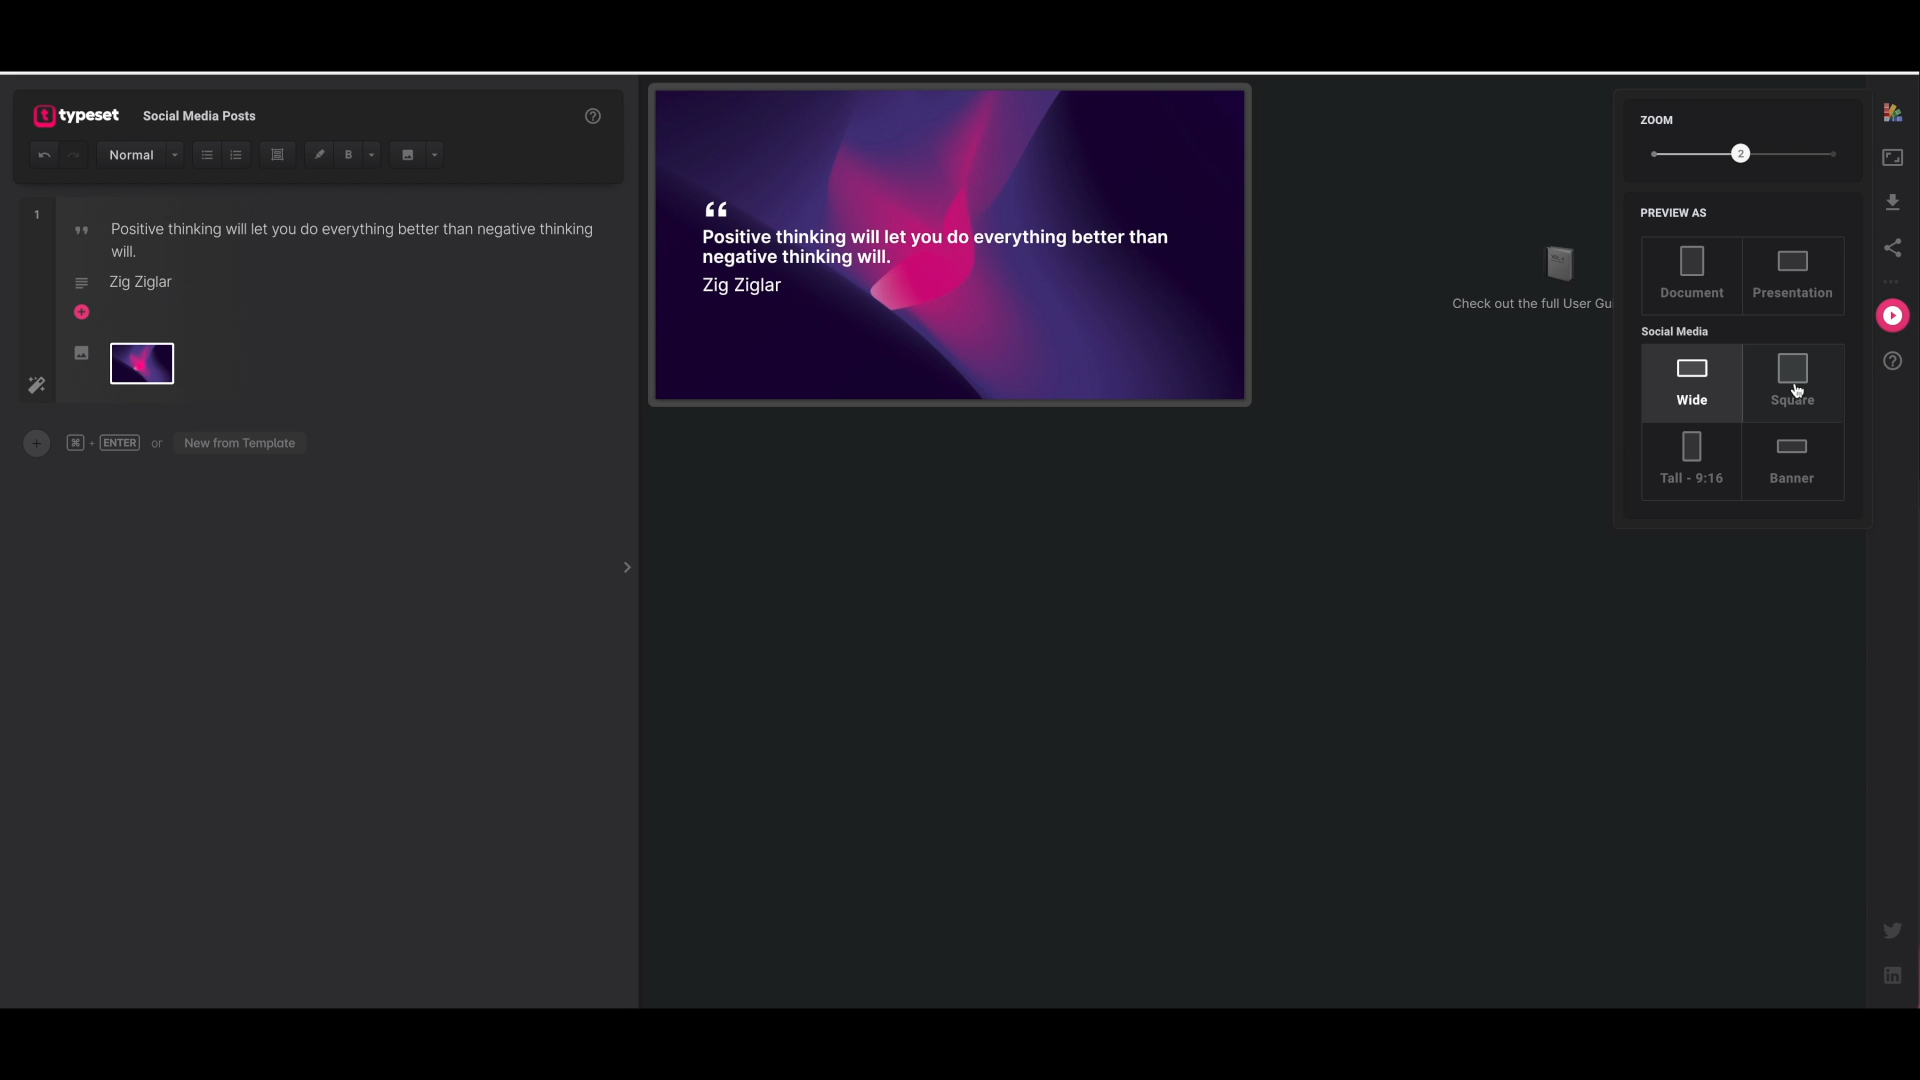 typeset
Social Media Posts
Normal
B
1
Positive thinking will let you do everything better than negative thinking
will.
Zig Ziglar
⌘ + ENTER or New from Template
“
Positive thinking will let you do everything better than
negative thinking will.
Zig Ziglar
Check out the full User Gu
ZOOM
2
PREVIEW AS
Document Presentation
Social Media
Wide Square
Tall - 9:16 Banner